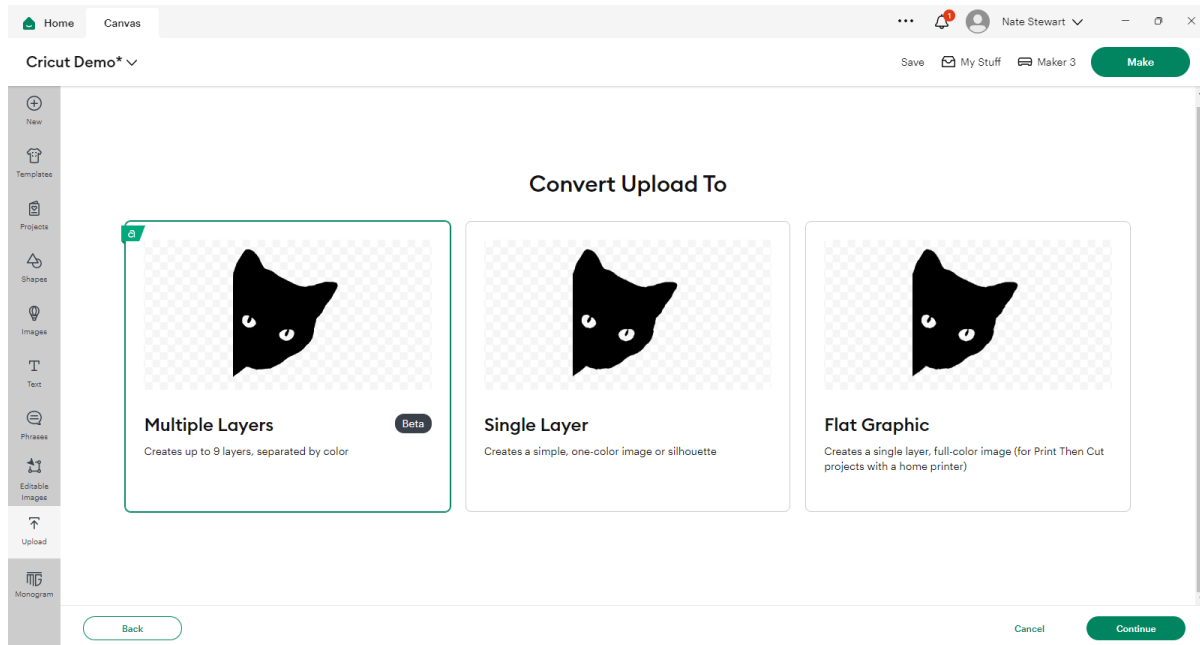 Home
Canvas
1
Nate Stewart
Cricut Demo*
Save
My Stuff
Maker 3
Make
New
Templates
Projects
Shapes
Images
Text
Phrases
Editable
Images
Upload
MG
Monogram
Convert Upload To
a
Multiple Layers
Beta
Creates up to 9 layers, separated by color
Single Layer
Creates a simple, one-color image or silhouette
Flat Graphic
Creates a single layer, full-color image (for Print Then Cut
projects with a home printer)
Back
Cancel
Continue